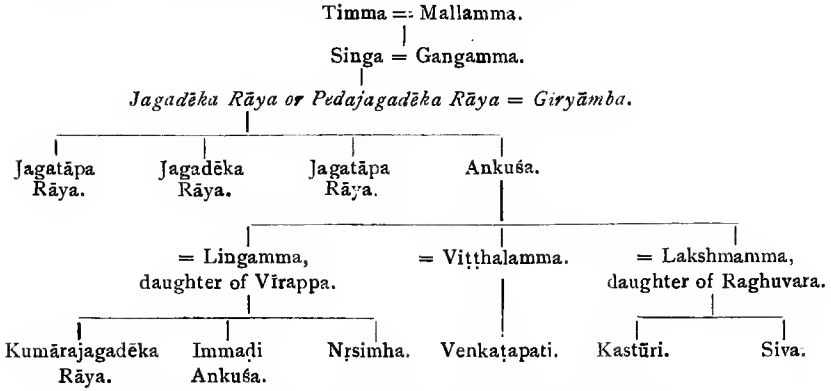 Timma = Mallamma.
Singa = Gangamma.
Jagadēka Rāya or Pedajagadēka Rāya = Giryāmba.
Jagatāpa Jagadēka Jagatāpa Ankuśa.
Rāya. Rāya. Rāya.
= Lingamma, = Viṭṭhalamma. = Lakshmamma,
daughter of Vīrappa. daughter of Raghuvara.
Kumārajagadēka Immaḍi Nṛsimha. Venkaṭapati. Kastūri. Siva.
Rāya. Ankuśa.